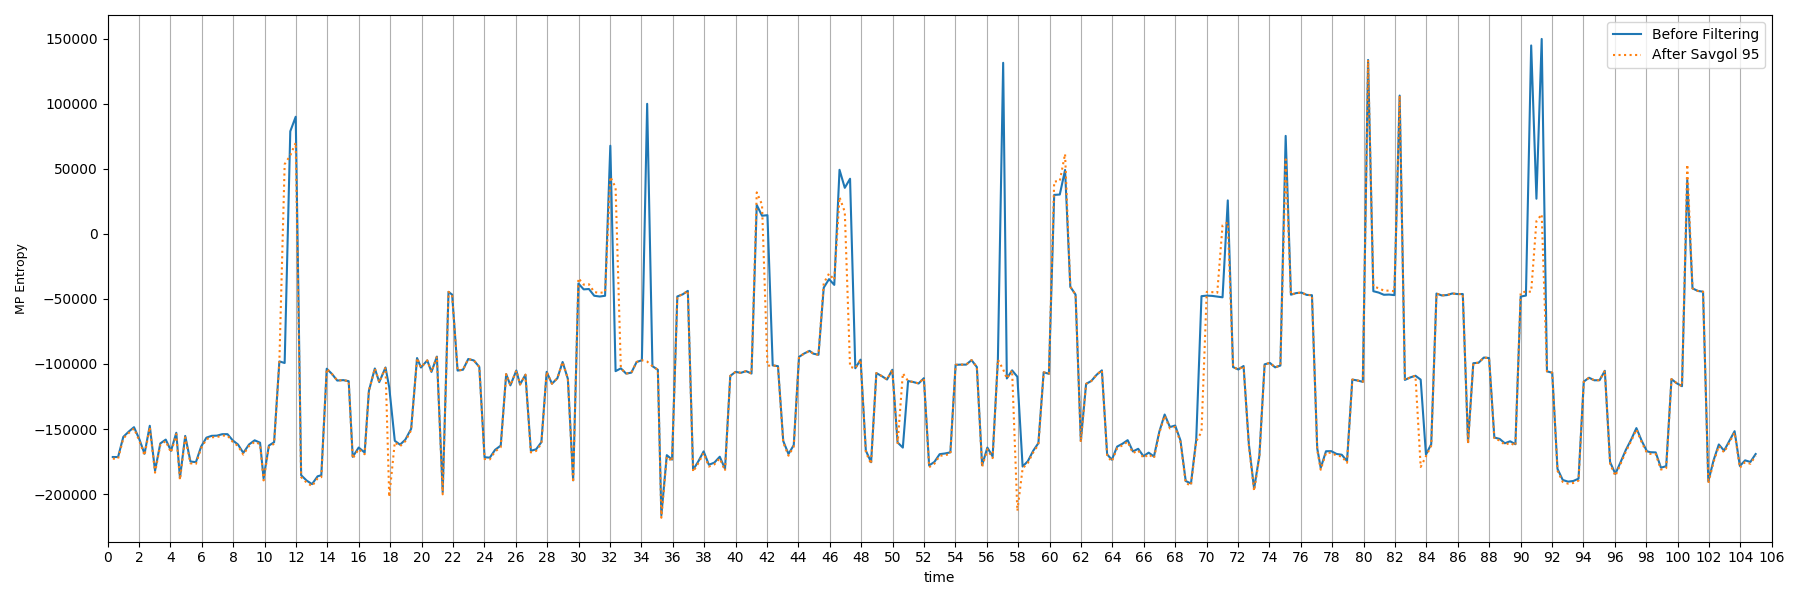 Before Filtering
After Savgol 95
150000
100000
50000
0
−50000
−100000
−150000
−200000
MP Entropy
0 2 4 6 8 10 12 14 16 18 20 22 24 26 28 30 32 34 36 38 40 42 44 46 48 50 52 54 56 58 60 62 64 66 68 70 72 74 76 78 80 82 84 86 88 90 92 94 96 98 100 102 104 106
time